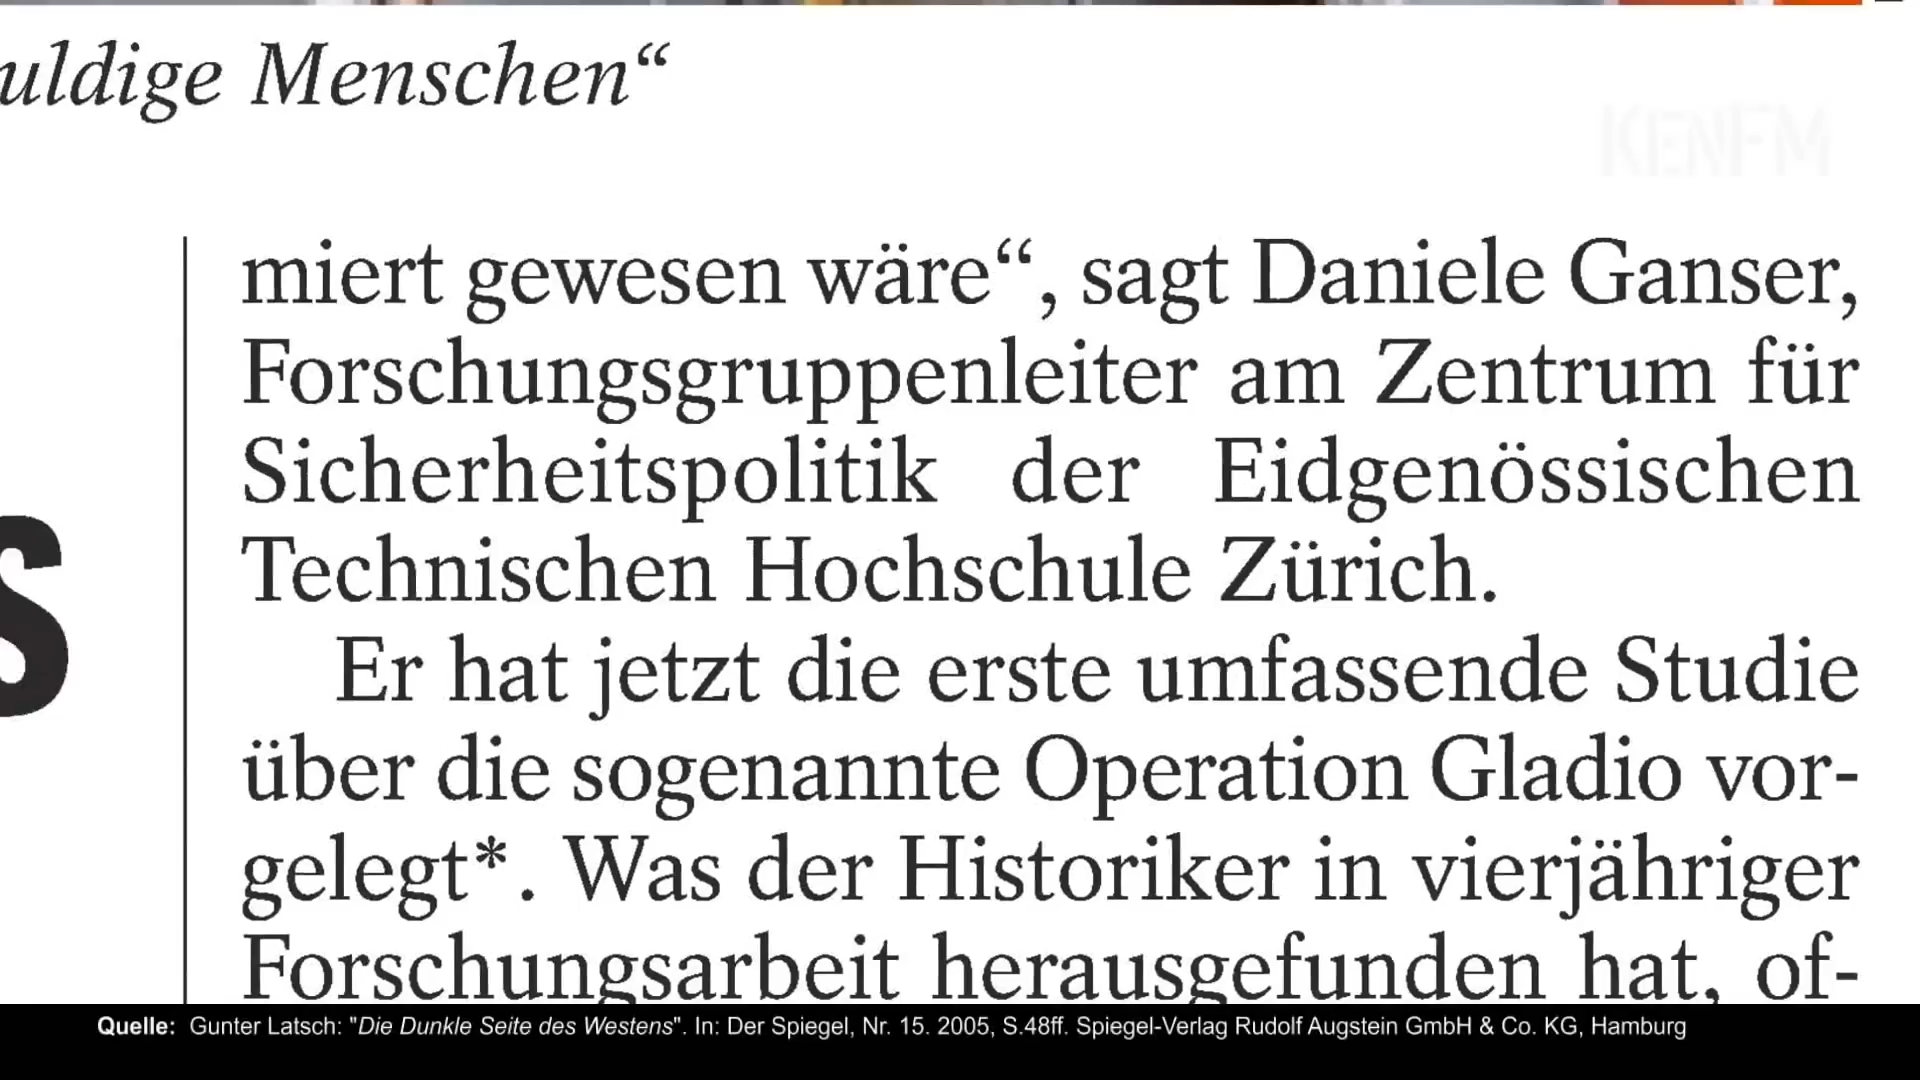 uldige Menschen“
KENFM
miert gewesen wäre“, sagt Daniele Ganser,
Forschungsgruppenleiter am Zentrum für
Sicherheitspolitik der Eidgenössischen
Technischen Hochschule Zürich.
Er hat jetzt die erste umfassende Studie
über die sogenannte Operation Gladio vor-
gelegt*. Was der Historiker in vierjähriger
Forschungsarbeit herausgefunden hat, of-
S
Quelle: Gunter Latsch: "Die Dunkle Seite des Westens". In: Der Spiegel, Nr. 15. 2005, S.48ff. Spiegel-Verlag Rudolf Augstein GmbH & Co. KG, Hamburg